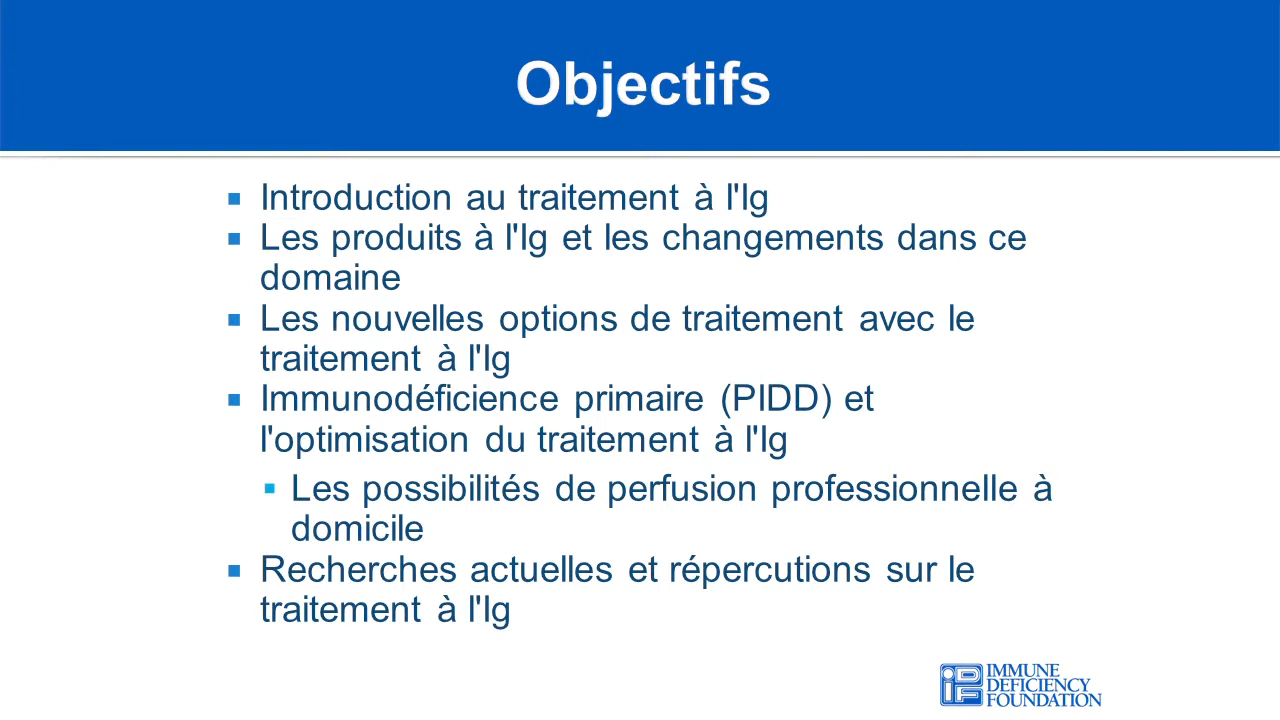 Objectifs
Introduction au traitement à l'Ig
Les produits à l'Ig et les changements dans ce
domaine
Les nouvelles options de traitement avec le
traitement à l'Ig
Immunodéficience primaire (PIDD) et
l'optimisation du traitement à l'Ig
Les possibilités de perfusion professionnelle à
domicile
Recherches actuelles et répercutions sur le
traitement à l'Ig
IDF
IMMUNE
DEFICIENCY
FOUNDATION